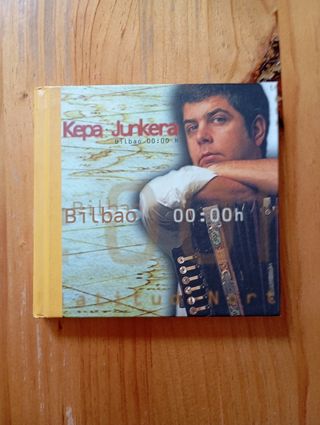 Kepa Junkera
bilbao 00:00 h
Bilbao 00:00h